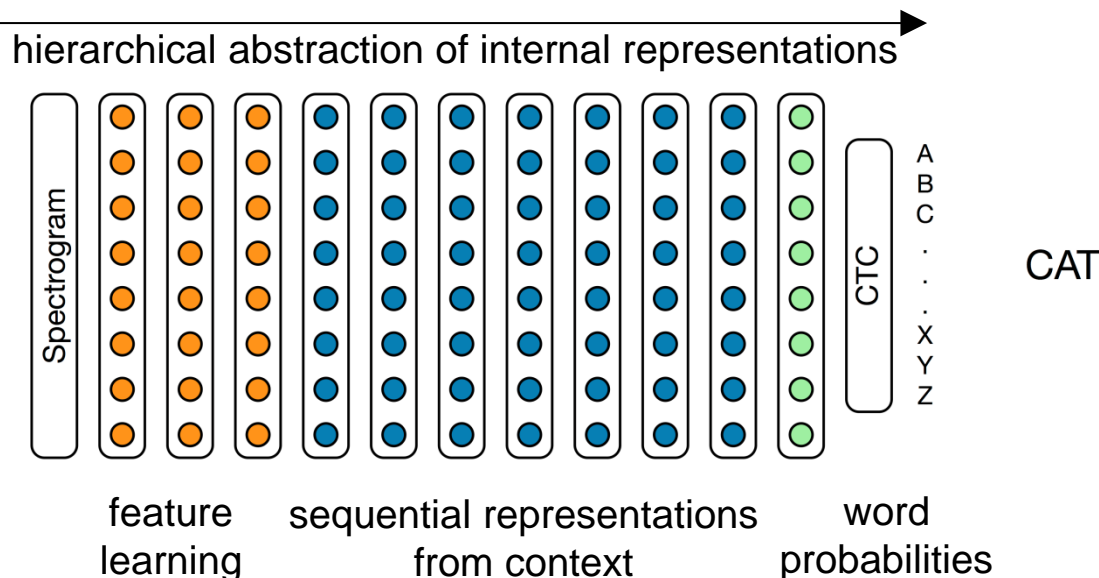 hierarchical abstraction of internal representations
Spectrogram
CTC
A
B
C
.
.
.
X
Y
Z
CAT
feature
learning
sequential representations
from context
word
probabilities